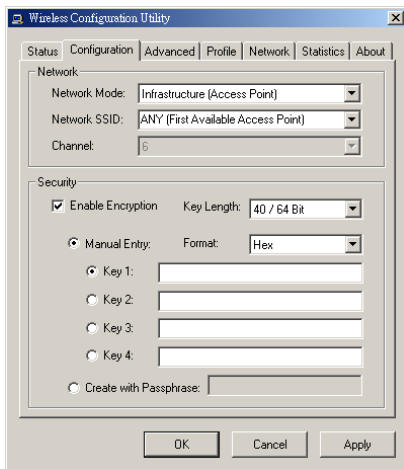 Wireless Configuration Utility
Status Configuration Advanced Profile Network Statistics About
Network
Network Mode: Infrastructure (Access Point)
Network SSID: ANY (First Available Access Point)
Channel: 6
Security
Enable Encryption Key Length: 40 / 64 Bit
Manual Entry: Format: Hex
Key 1:
Key 2:
Key 3:
Key 4:
Create with Passphrase:
OK Cancel Apply